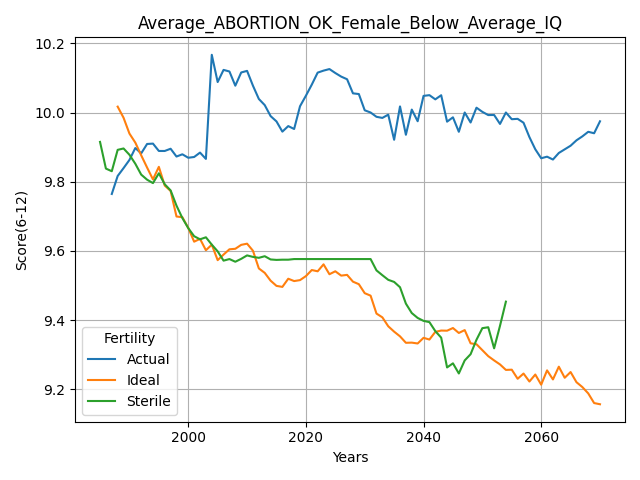 Average_ABORTION_OK_Female_Below_Average_IQ
10.2
10.0
9.8
9.6
9.4
9.2
Score(6-12)
Fertility
Actual
Ideal
Sterile
2000
2020
2040
2060
Years